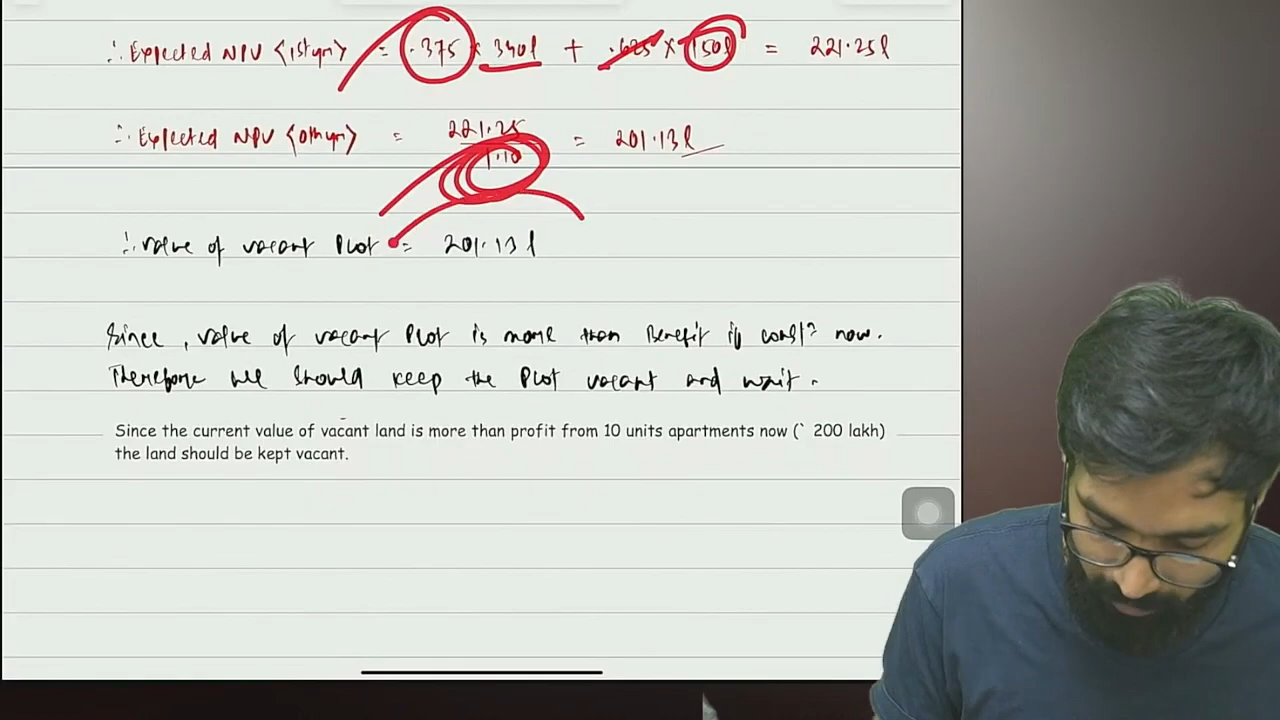 ∴ Expected NPV <1st yr> = .375 × 340l + .625 × 150l = 221.25l
∴ Expected NPV <0th yr> = 221.25 / 1.10 = 201.13l
∴ Value of vacant Plot = 201.13l
Since, value of vacant Plot is more than Benefit if constn now.
Therefore we should keep the Plot vacant and wait.
Since the current value of vacant land is more than profit from 10 units apartments now (` 200 lakh)
the land should be kept vacant.